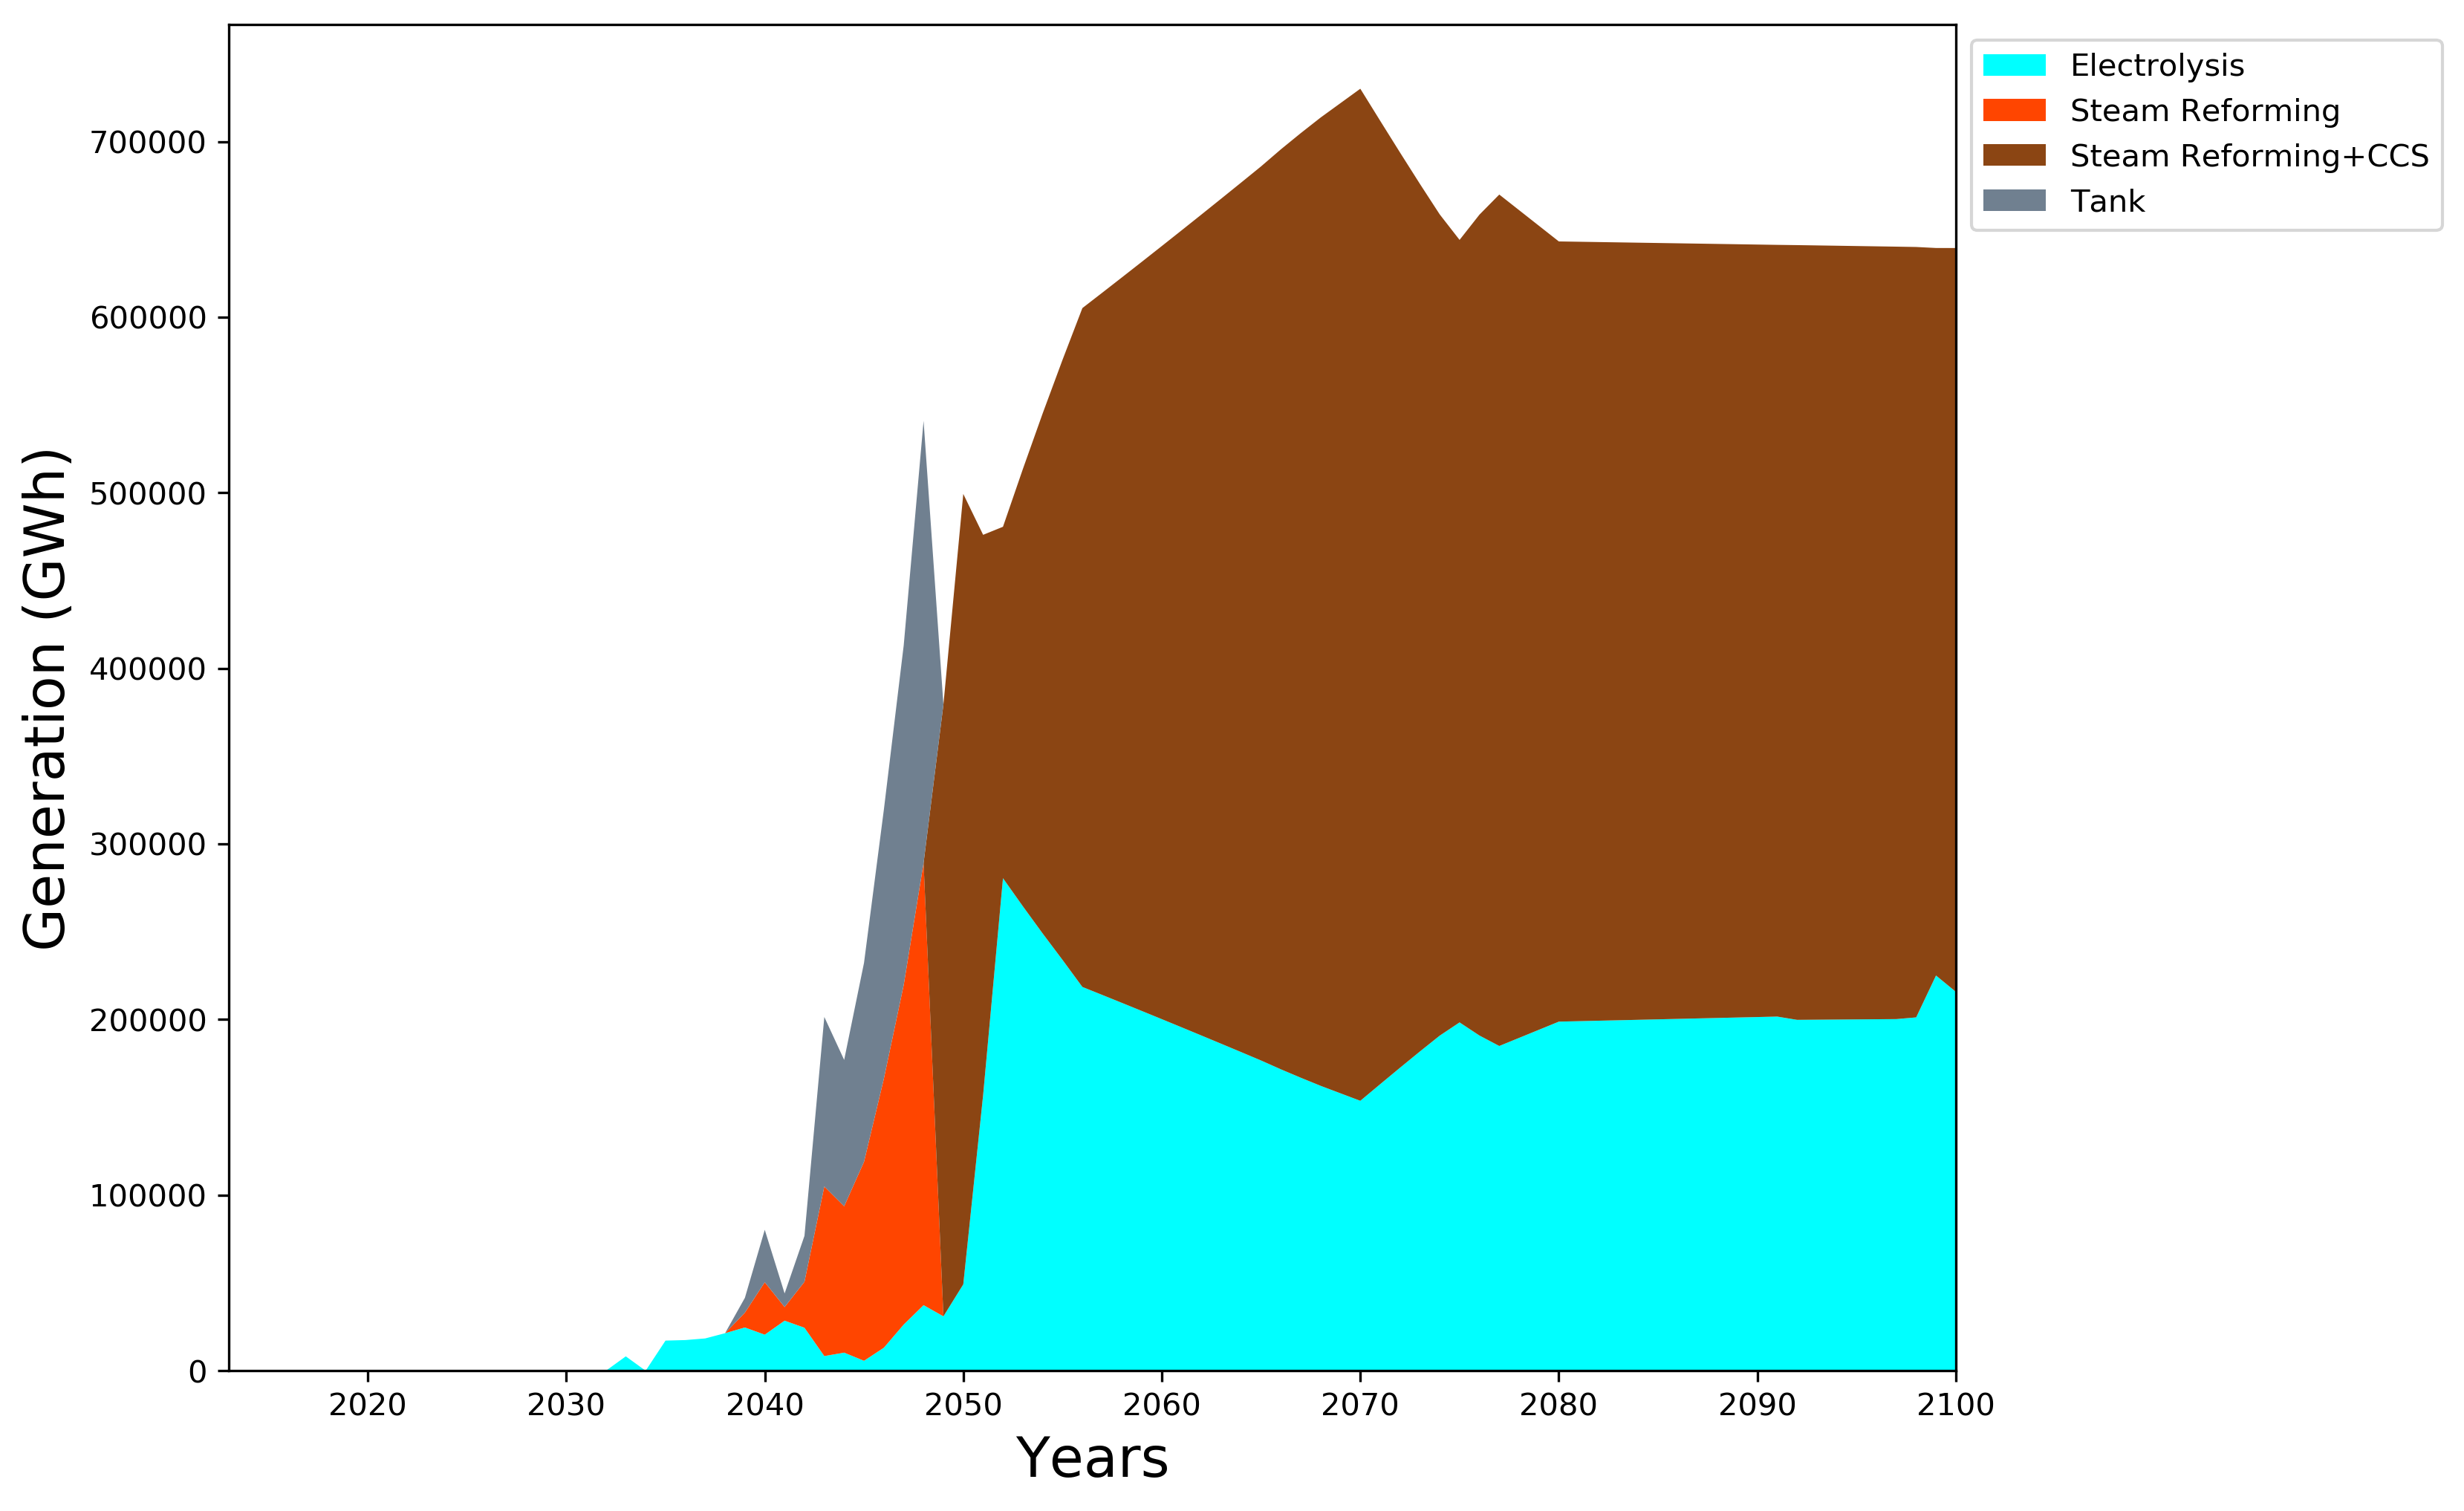 Generation (GWh)
700000
600000
500000
400000
300000
200000
100000
0
2020 2030 2040 2050 2060 2070 2080 2090 2100
Years
Electrolysis
Steam Reforming
Steam Reforming+CCS
Tank